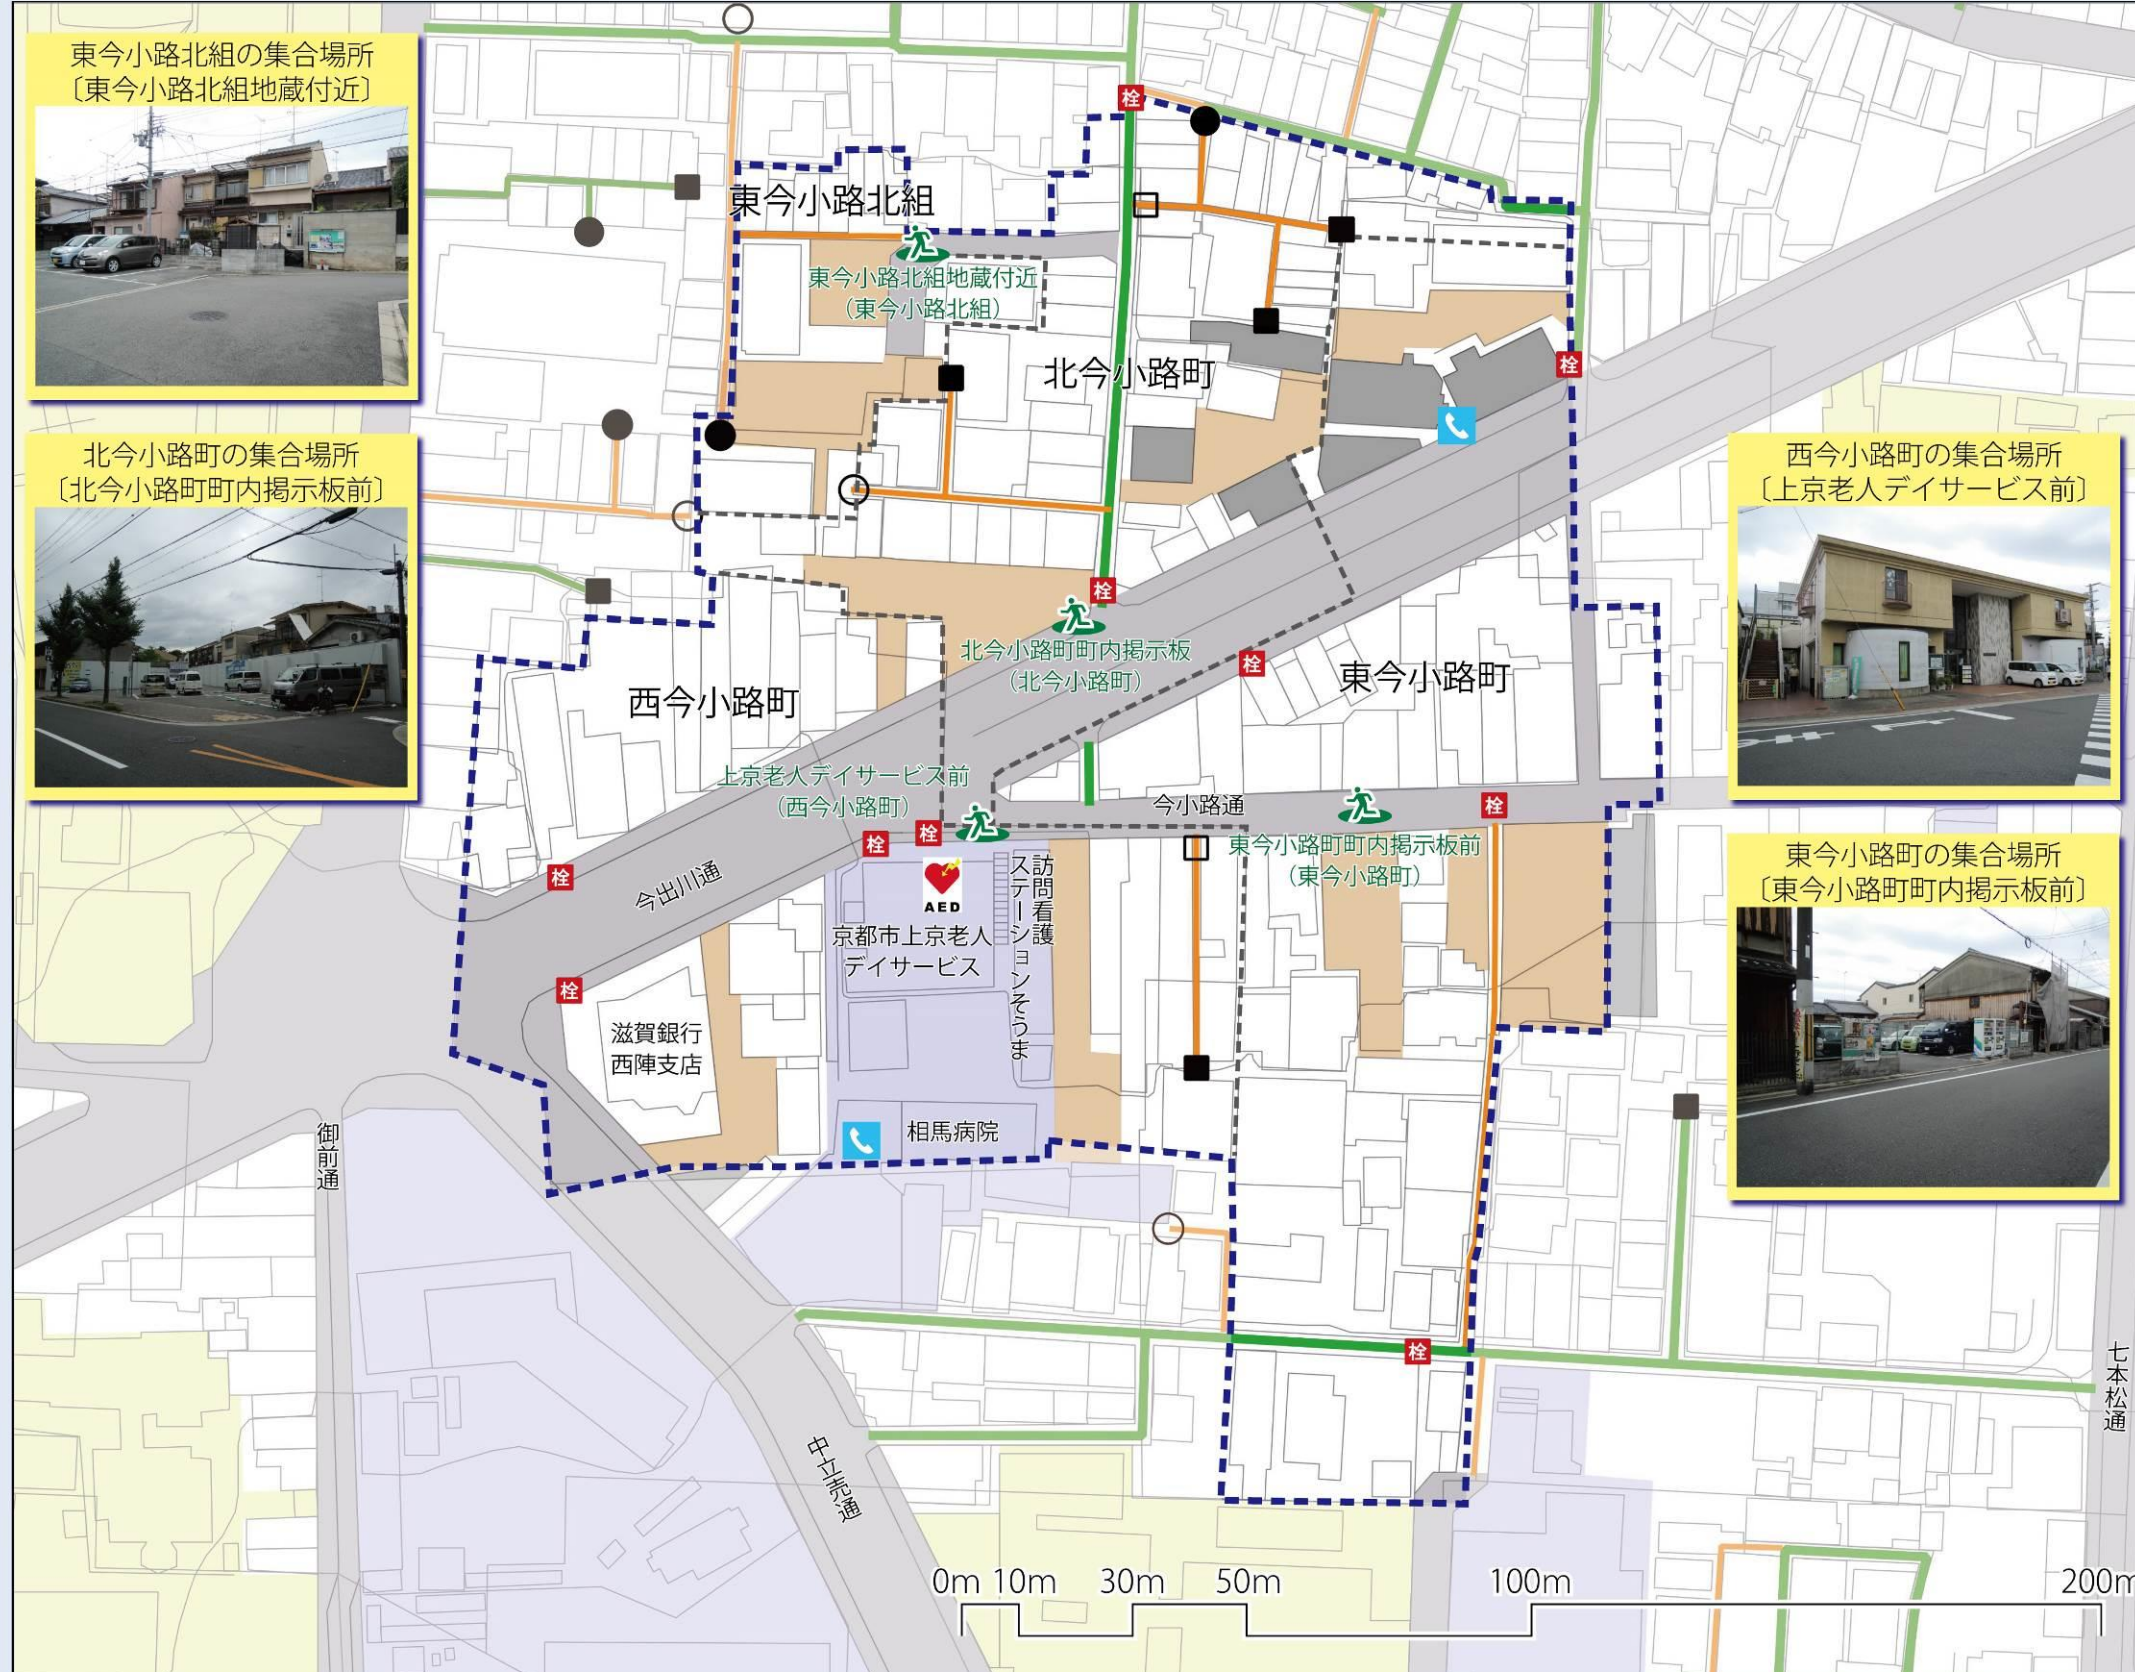 東今小路北組の集合場所
〔東今小路北組地蔵付近〕
北今小路町の集合場所
〔北今小路町町内掲示板前〕
西今小路町の集合場所
〔上京老人デイサービス前〕
東今小路町の集合場所
〔東今小路町町内掲示板前〕
栓
東今小路北組
東今小路北組地蔵付近
（東今小路北組）
北今小路町
栓
栓
北今小路町町内掲示板
（北今小路町）
栓
東今小路町
西今小路町
上京老人デイサービス前
（西今小路町）
今小路通
栓
栓
栓
東今小路町町内掲示板前
（東今小路町）
栓
今出川通
AED
京都市上京老人
デイサービス
訪問看護
ステーションそうま
栓
滋賀銀行
西陣支店
相馬病院
御前通
栓
七本松通
中立売通
0m 10m 30m 50m 100m 200m